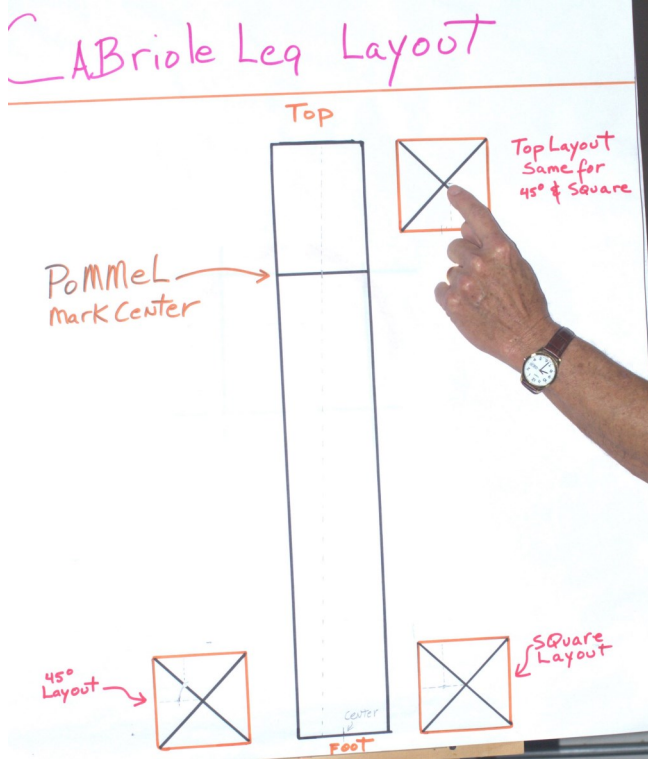 CABriole Leg Layout
Top
Top Layout
Same for
45° & Square
PoMMeL
Mark Center
45°
Layout
Square
Layout
Center
Foot